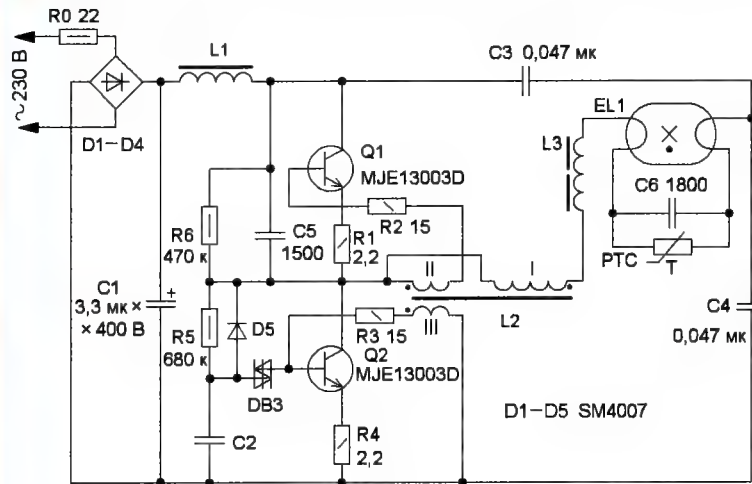 R0 22
~230 В
D1–D4
L1
C3 0,047 мк
EL1
L3
C6 1800
PTC
T
Q1
MJE13003D
R2 15
R1
2,2
C5
1500
R6
470 к
C1
3,3 мк ×
× 400 В
+
R5
680 к
D5
DB3
C2
II
I
III
R3 15
L2
Q2
MJE13003D
R4
2,2
C4
0,047 мк
D1–D5 SM4007